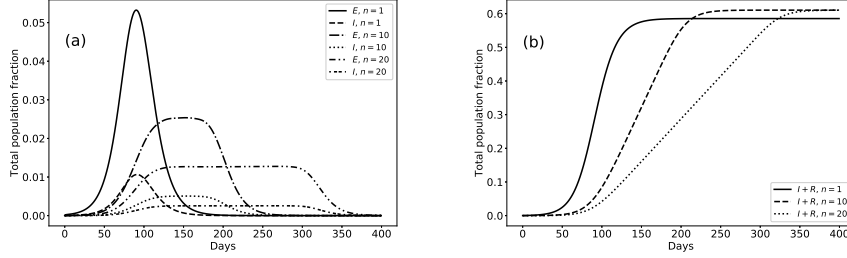 (a)
Total population fraction
0.05
0.04
0.03
0.02
0.01
0.00
0 50 100 150 200 250 300 350 400
Days
E, n = 1
I, n = 1
E, n = 10
I, n = 10
E, n = 20
I, n = 20
(b)
Total population fraction
0.6
0.5
0.4
0.3
0.2
0.1
0.0
0 50 100 150 200 250 300 350 400
Days
I + R, n = 1
I + R, n = 10
I + R, n = 20